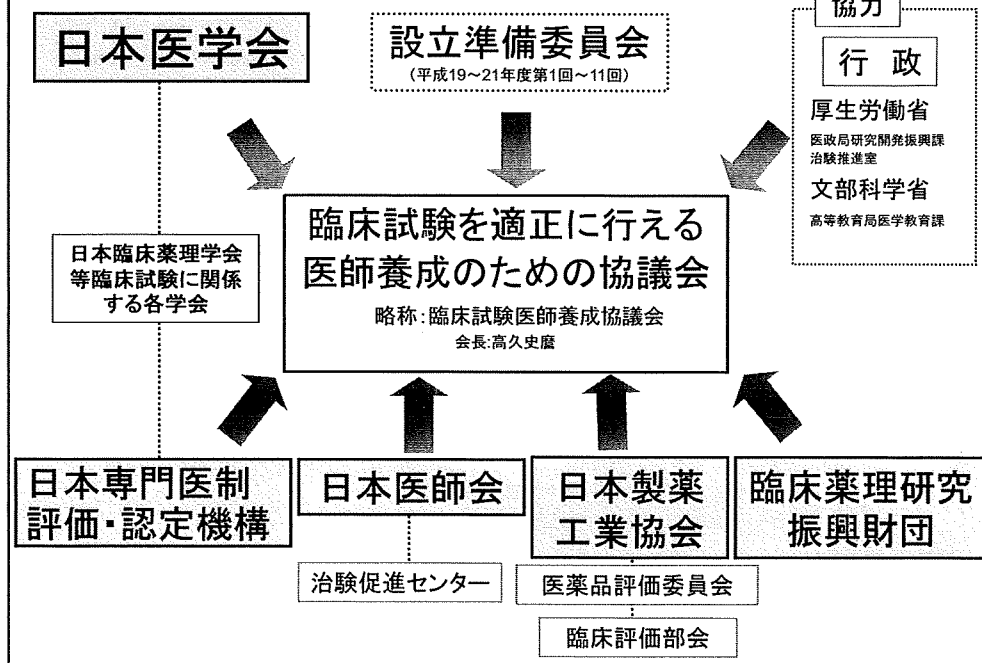 日本医学会
設立準備委員会
（平成19～21年度第1回～11回）
協力
行 政
厚生労働省
医政局研究開発振興課
治験推進室
文部科学省
高等教育局医学教育課
日本臨床薬理学会
等臨床試験に関係
する各学会
臨床試験を適正に行える
医師養成のための協議会
略称：臨床試験医師養成協議会
会長:高久史麿
日本専門医制
評価・認定機構
日本医師会
治験促進センター
日本製薬
工業協会
医薬品評価委員会
臨床評価部会
臨床薬理研究
振興財団